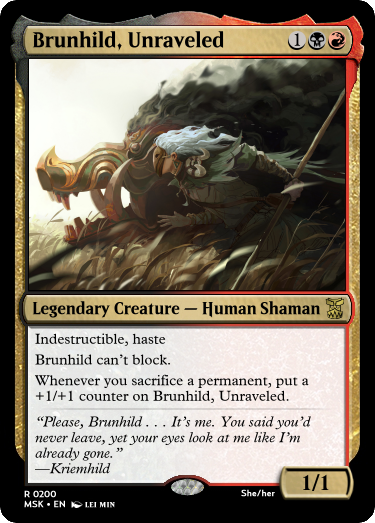 Brunhild, Unraveled 1
Legendary Creature — Human Shaman
Indestructible, haste
Brunhild can't block.
Whenever you sacrifice a permanent, put a
+1/+1 counter on Brunhild, Unraveled.
“Please, Brunhild . . . It's me. You said you'd
never leave, yet your eyes look at me like I'm
already gone.”
—Kriemhild
1/1
R 0200 She/her
MSK • EN LEI MIN